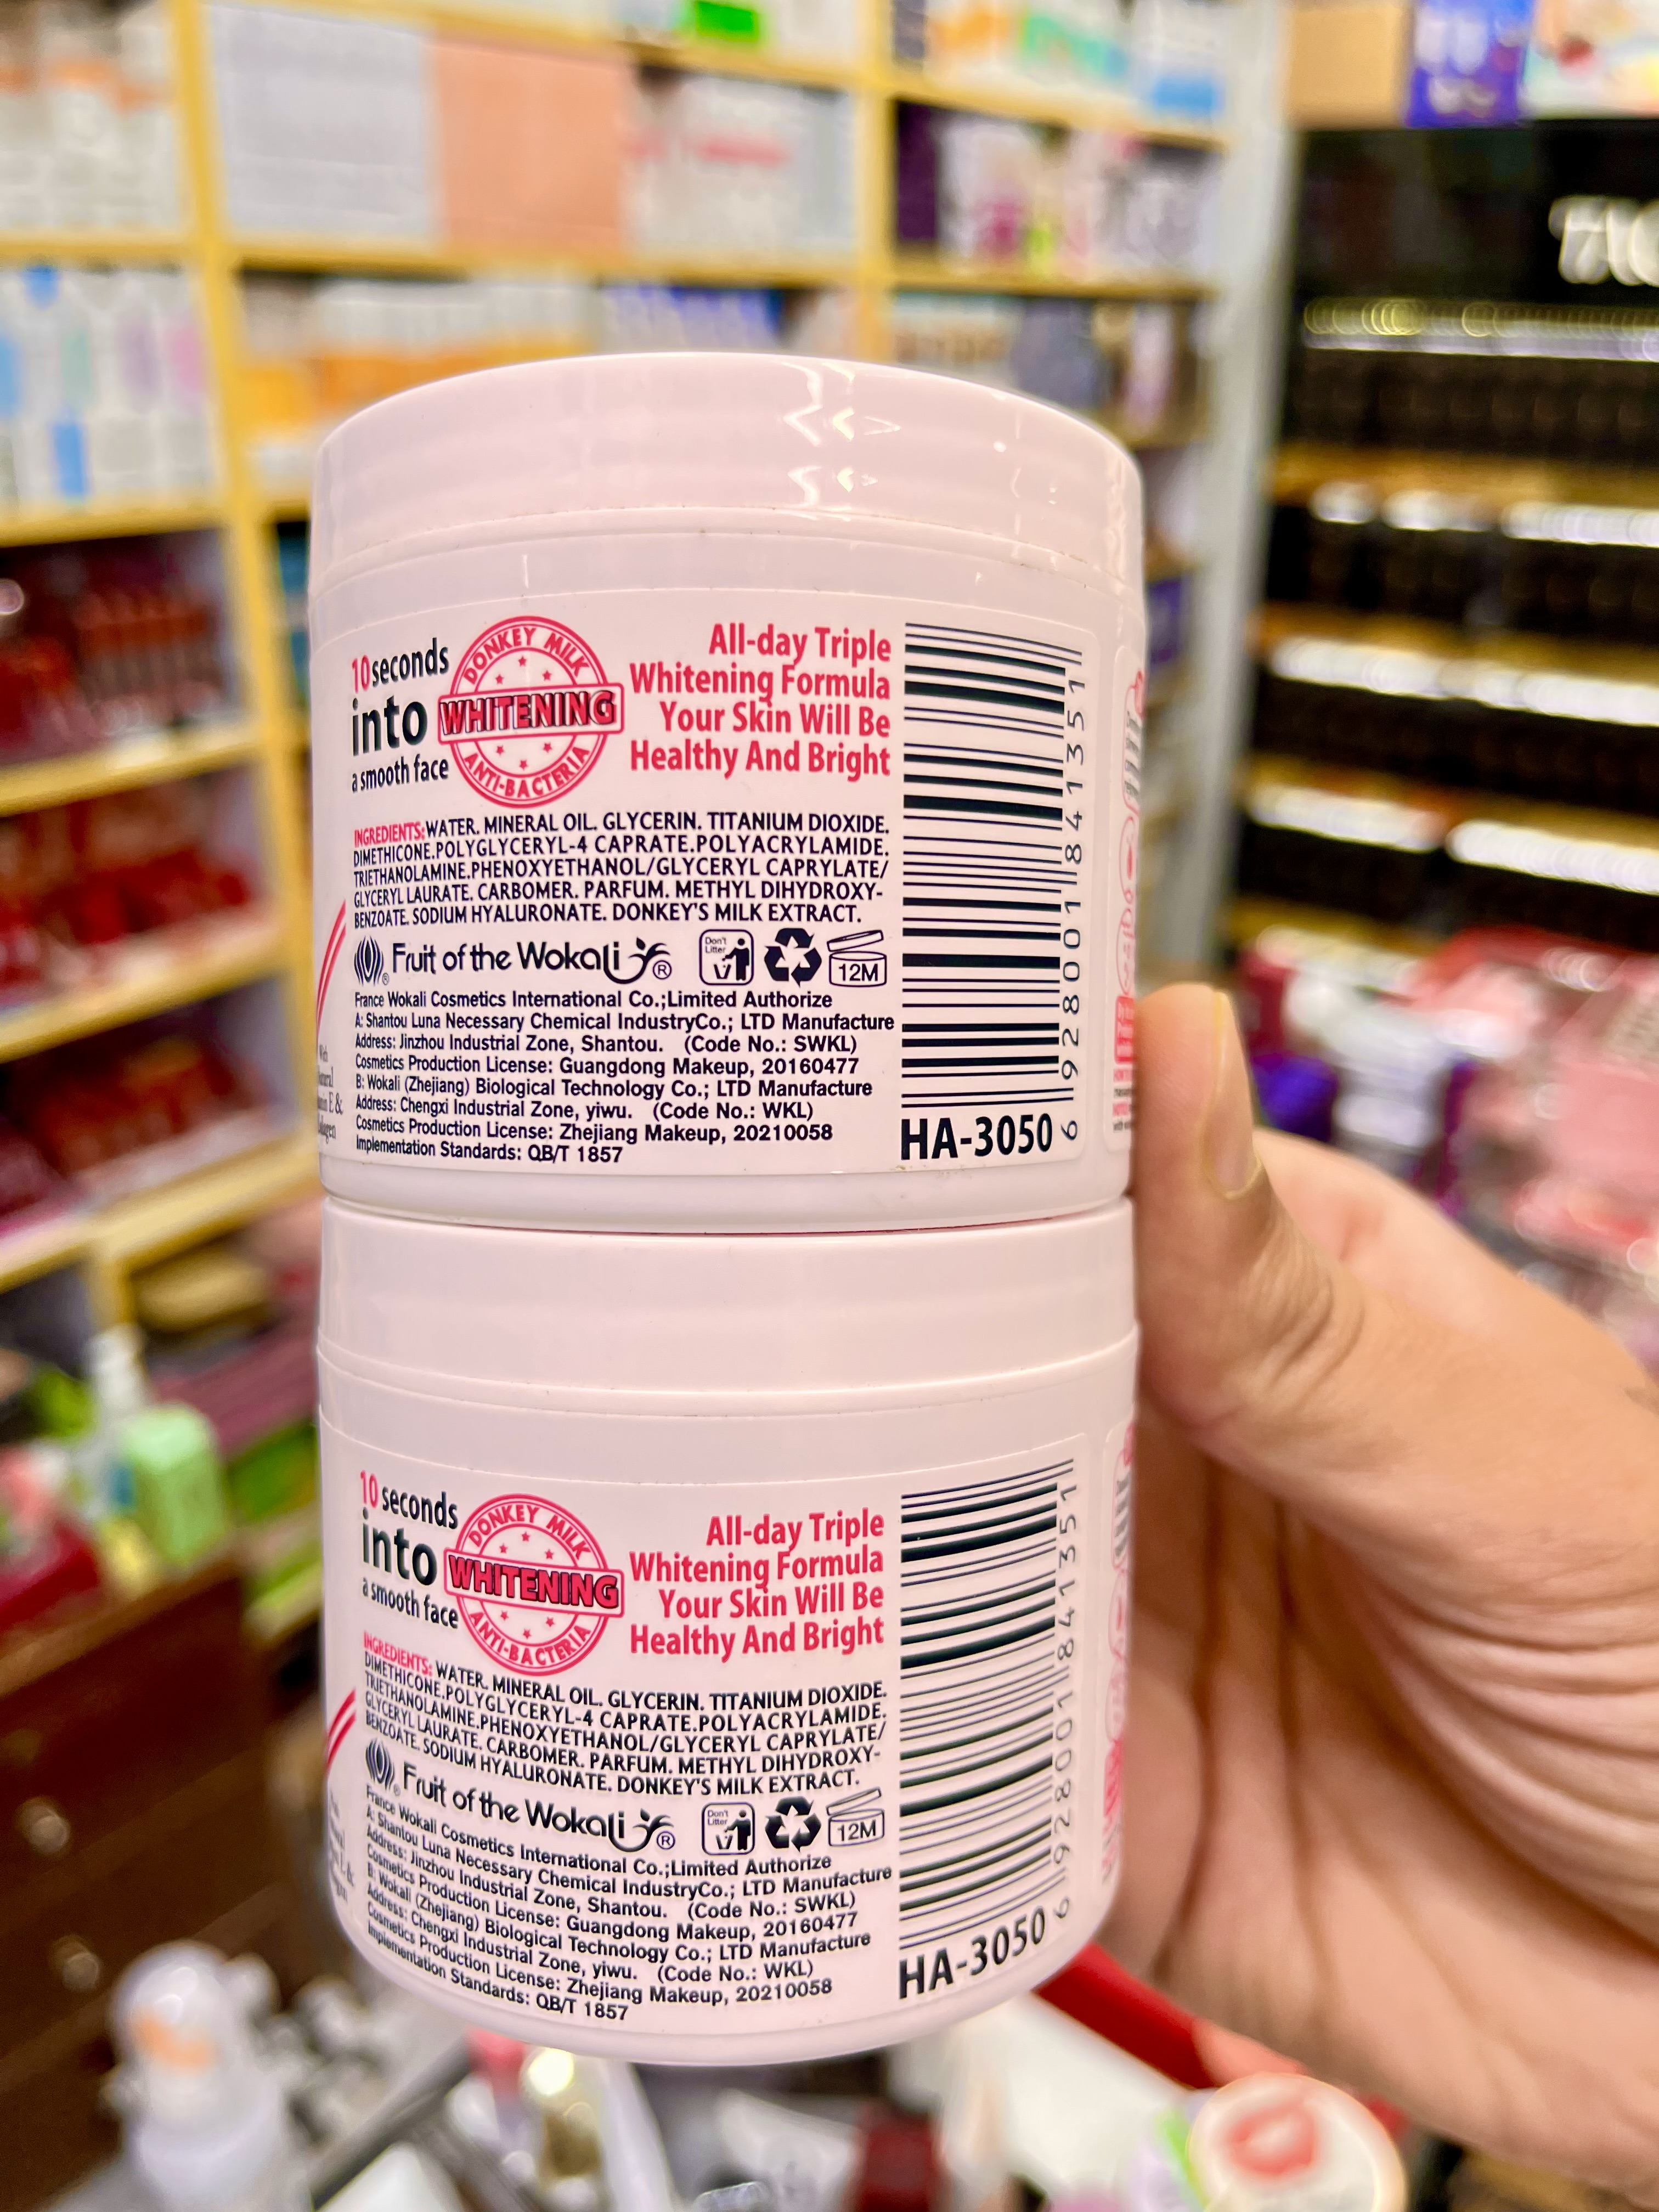 10 seconds
into
a smooth face
DONKEY MILK
WHITENING
ANTI-BACTERIA
All-day Triple
Whitening Formula
Your Skin Will Be
Healthy And Bright
INGREDIENTS: WATER. MINERAL OIL. GLYCERIN. TITANIUM DIOXIDE.
DIMETHICONE.POLYGLYCERYL-4 CAPRATE.POLYACRYLAMIDE.
TRIETHANOLAMINE.PHENOXYETHANOL/GLYCERYL CAPRYLATE/
GLYCERYL LAURATE. CARBOMER. PARFUM. METHYL DIHYDROXY-
BENZOATE. SODIUM HYALURONATE. DONKEY'S MILK EXTRACT.
® Fruit of the Wokali ®
Don't
Litter
12M
France Wokali Cosmetics International Co.;Limited Authorize
A: Shantou Luna Necessary Chemical IndustryCo.; LTD Manufacture
Address: Jinzhou Industrial Zone, Shantou. (Code No.: SWKL)
Cosmetics Production License: Guangdong Makeup, 20160477
B: Wokali (Zhejiang) Biological Technology Co.; LTD Manufacture
Address: Chengxi Industrial Zone, yiwu. (Code No.: WKL)
Cosmetics Production License: Zhejiang Makeup, 20210058
Implementation Standards: QB/T 1857
6 928001 841351
HA-3050
10 seconds
into
a smooth face
DONKEY MILK
WHITENING
ANTI-BACTERIA
All-day Triple
Whitening Formula
Your Skin Will Be
Healthy And Bright
INGREDIENTS: WATER. MINERAL OIL. GLYCERIN. TITANIUM DIOXIDE.
DIMETHICONE.POLYGLYCERYL-4 CAPRATE.POLYACRYLAMIDE.
TRIETHANOLAMINE.PHENOXYETHANOL/GLYCERYL CAPRYLATE/
GLYCERYL LAURATE. CARBOMER. PARFUM. METHYL DIHYDROXY-
BENZOATE. SODIUM HYALURONATE. DONKEY'S MILK EXTRACT.
® Fruit of the Wokali ®
Don't
Litter
12M
France Wokali Cosmetics International Co.;Limited Authorize
A: Shantou Luna Necessary Chemical IndustryCo.; LTD Manufacture
Address: Jinzhou Industrial Zone, Shantou. (Code No.: SWKL)
Cosmetics Production License: Guangdong Makeup, 20160477
B: Wokali (Zhejiang) Biological Technology Co.; LTD Manufacture
Address: Chengxi Industrial Zone, yiwu. (Code No.: WKL)
Cosmetics Production License: Zhejiang Makeup, 20210058
Implementation Standards: QB/T 1857
6 928001 841351
HA-3050